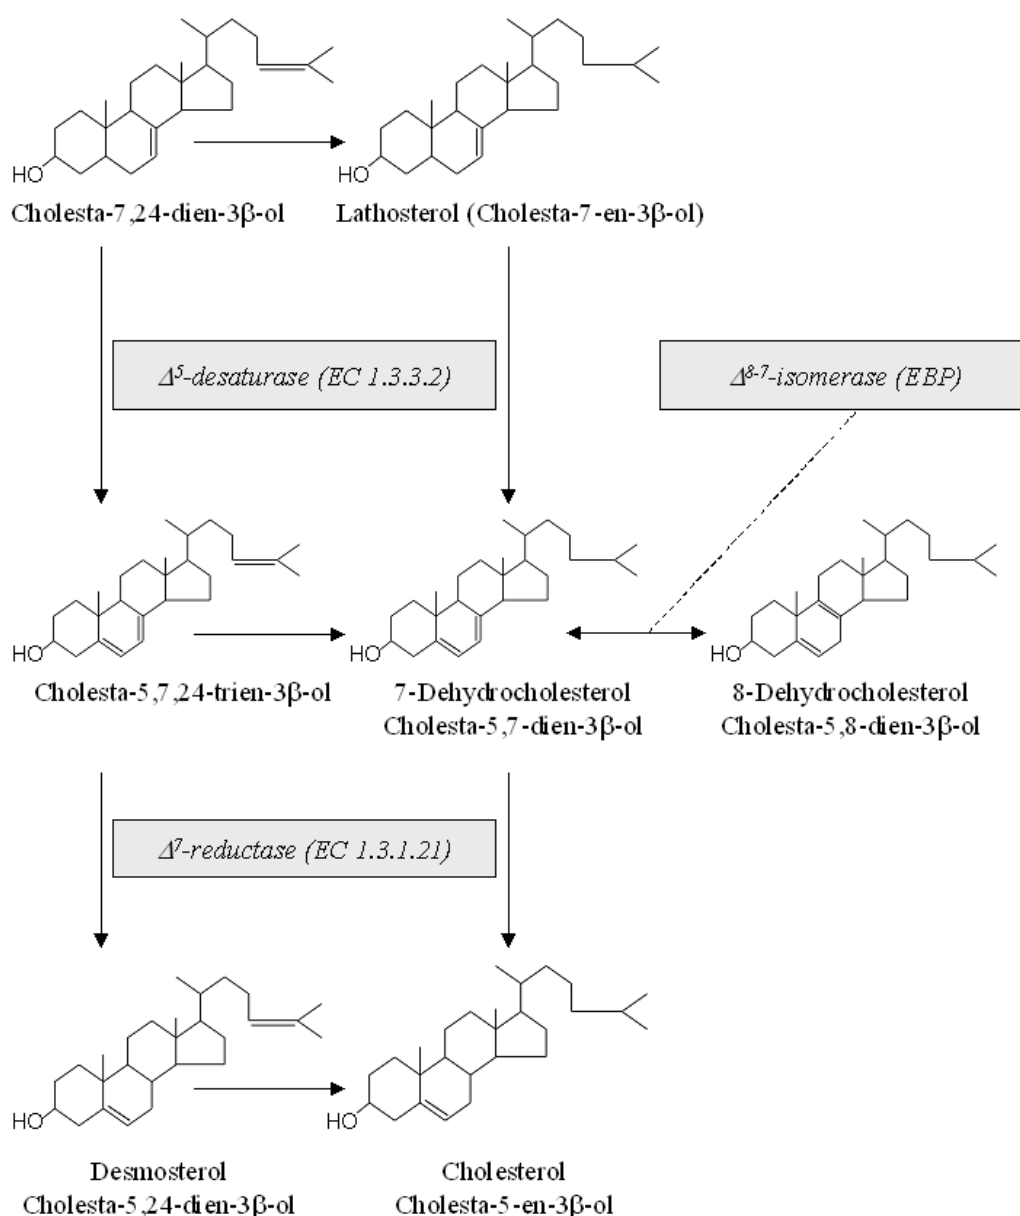 HO
HO
Cholesta-7,24-dien-3β-ol
Lathosterol (Cholesta-7-en-3β-ol)
Δ⁵-desaturase (EC 1.3.3.2)
Δ⁸⁻⁷-isomerase (EBP)
HO
HO
HO
Cholesta-5,7,24-trien-3β-ol
7-Dehydrocholesterol
Cholesta-5,7-dien-3β-ol
8-Dehydrocholesterol
Cholesta-5,8-dien-3β-ol
Δ⁷-reductase (EC 1.3.1.21)
HO
HO
Desmosterol
Cholesta-5,24-dien-3β-ol
Cholesterol
Cholesta-5-en-3β-ol